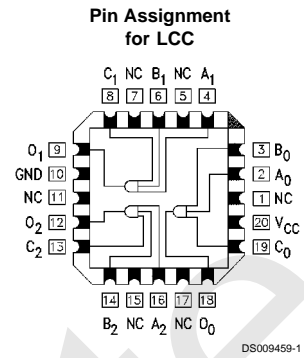 Pin Assignment
for LCC
C1 NC B1 NC A1
8 7 6 5 4
O1 9
GND 10
NC 11
O2 12
C2 13
3 B0
2 A0
1 NC
20 VCC
19 C0
14 15 16 17 18
B2 NC A2 NC O0
DS009459-1